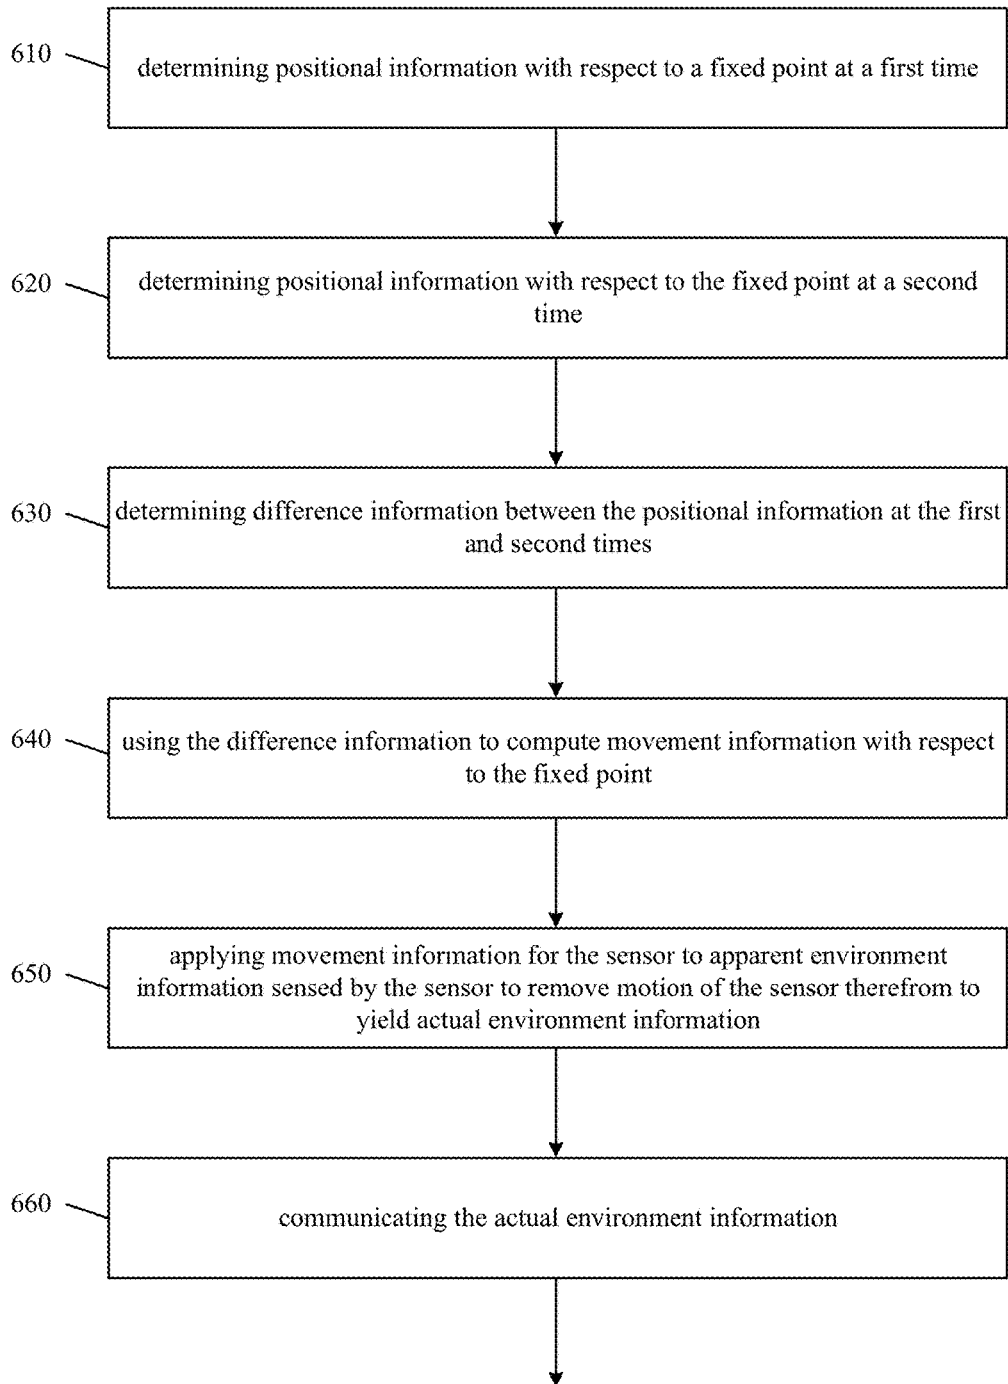 610
determining positional information with respect to a fixed point at a first time
620
determining positional information with respect to the fixed point at a second
time
630
determining difference information between the positional information at the first
and second times
640
using the difference information to compute movement information with respect
to the fixed point
650
applying movement information for the sensor to apparent environment
information sensed by the sensor to remove motion of the sensor therefrom to
yield actual environment information
660
communicating the actual environment information